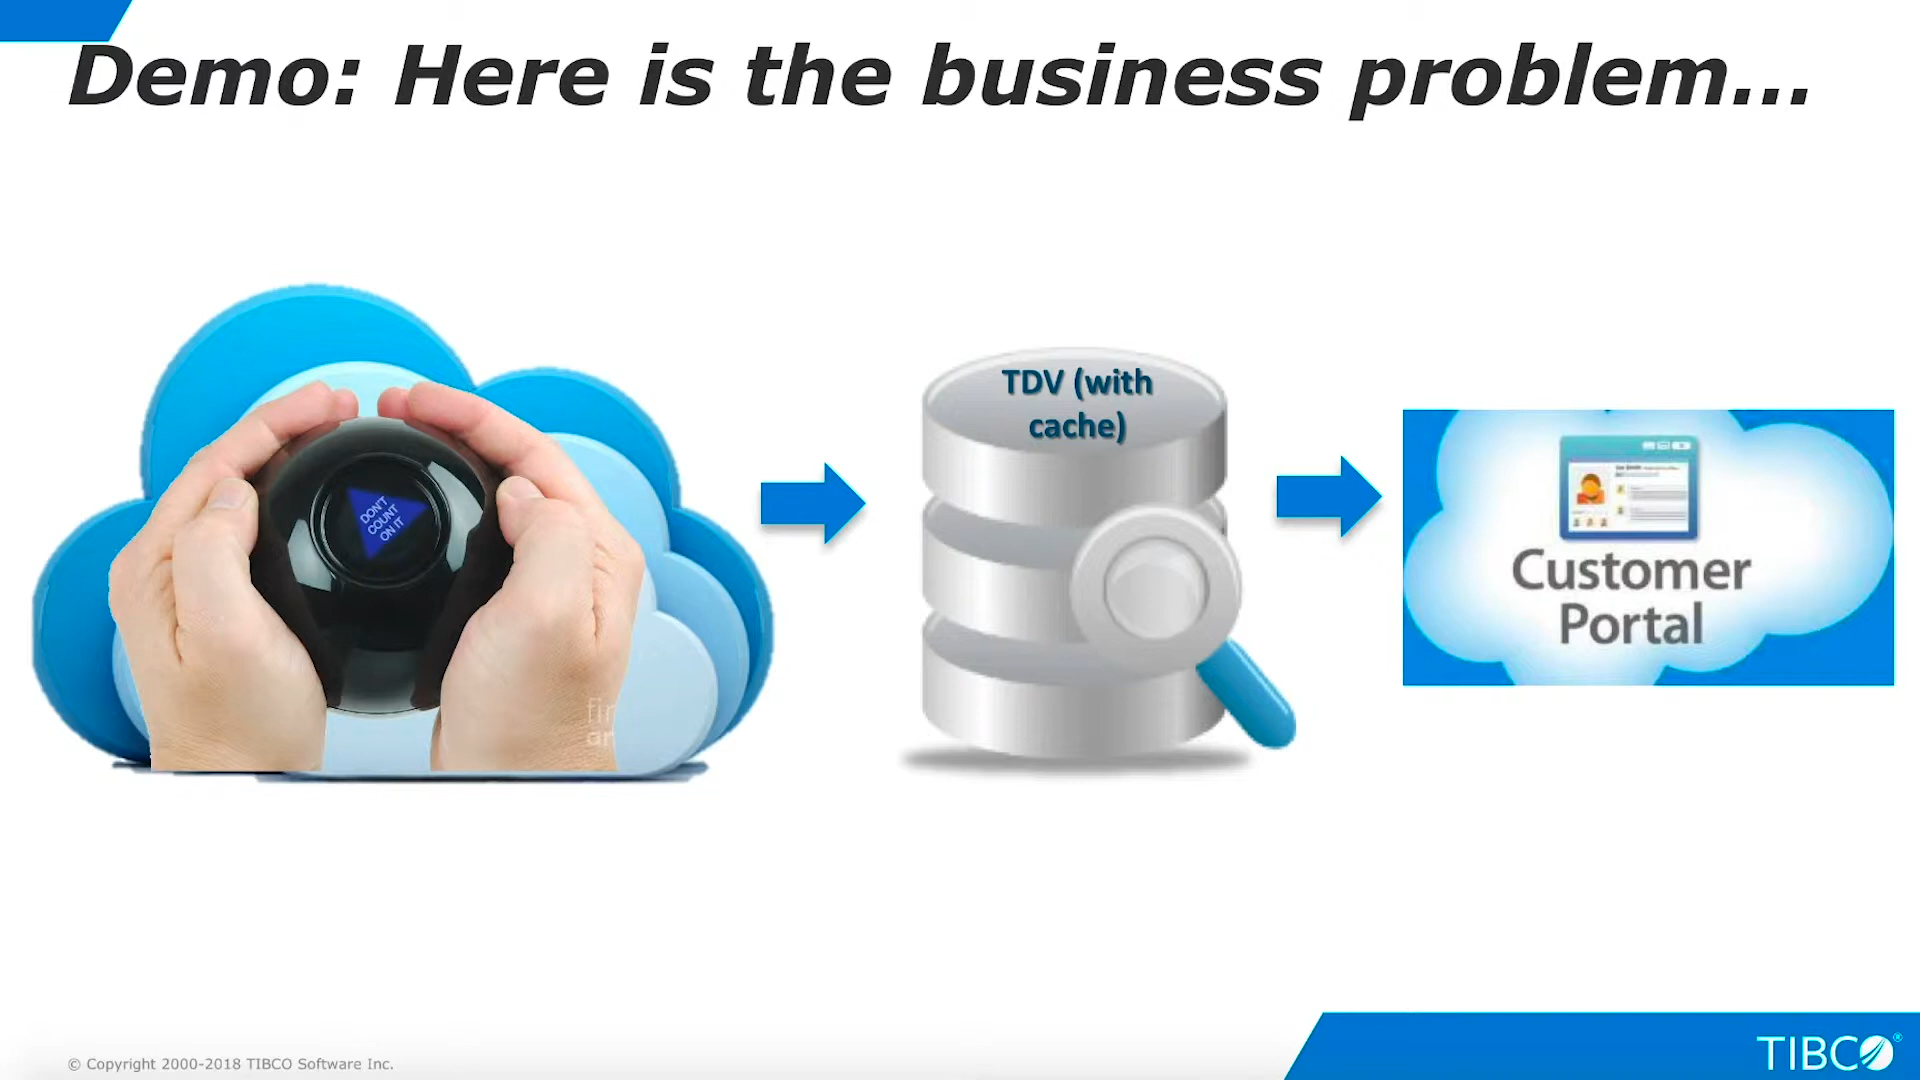 Demo: Here is the business problem...
DON'T
COUNT
ON IT
TDV (with
cache)
Customer
Portal
© Copyright 2000-2018 TIBCO Software Inc.
TIBCO®